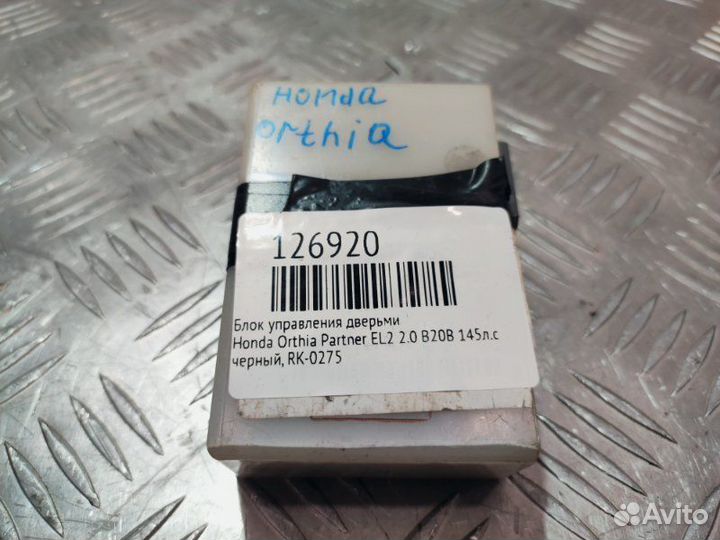 Honda
Orthia
126920
Блок управления дверьми
Honda Orthia Partner EL2 2.0 B20B 145л.с
черный, RK-0275
Avito